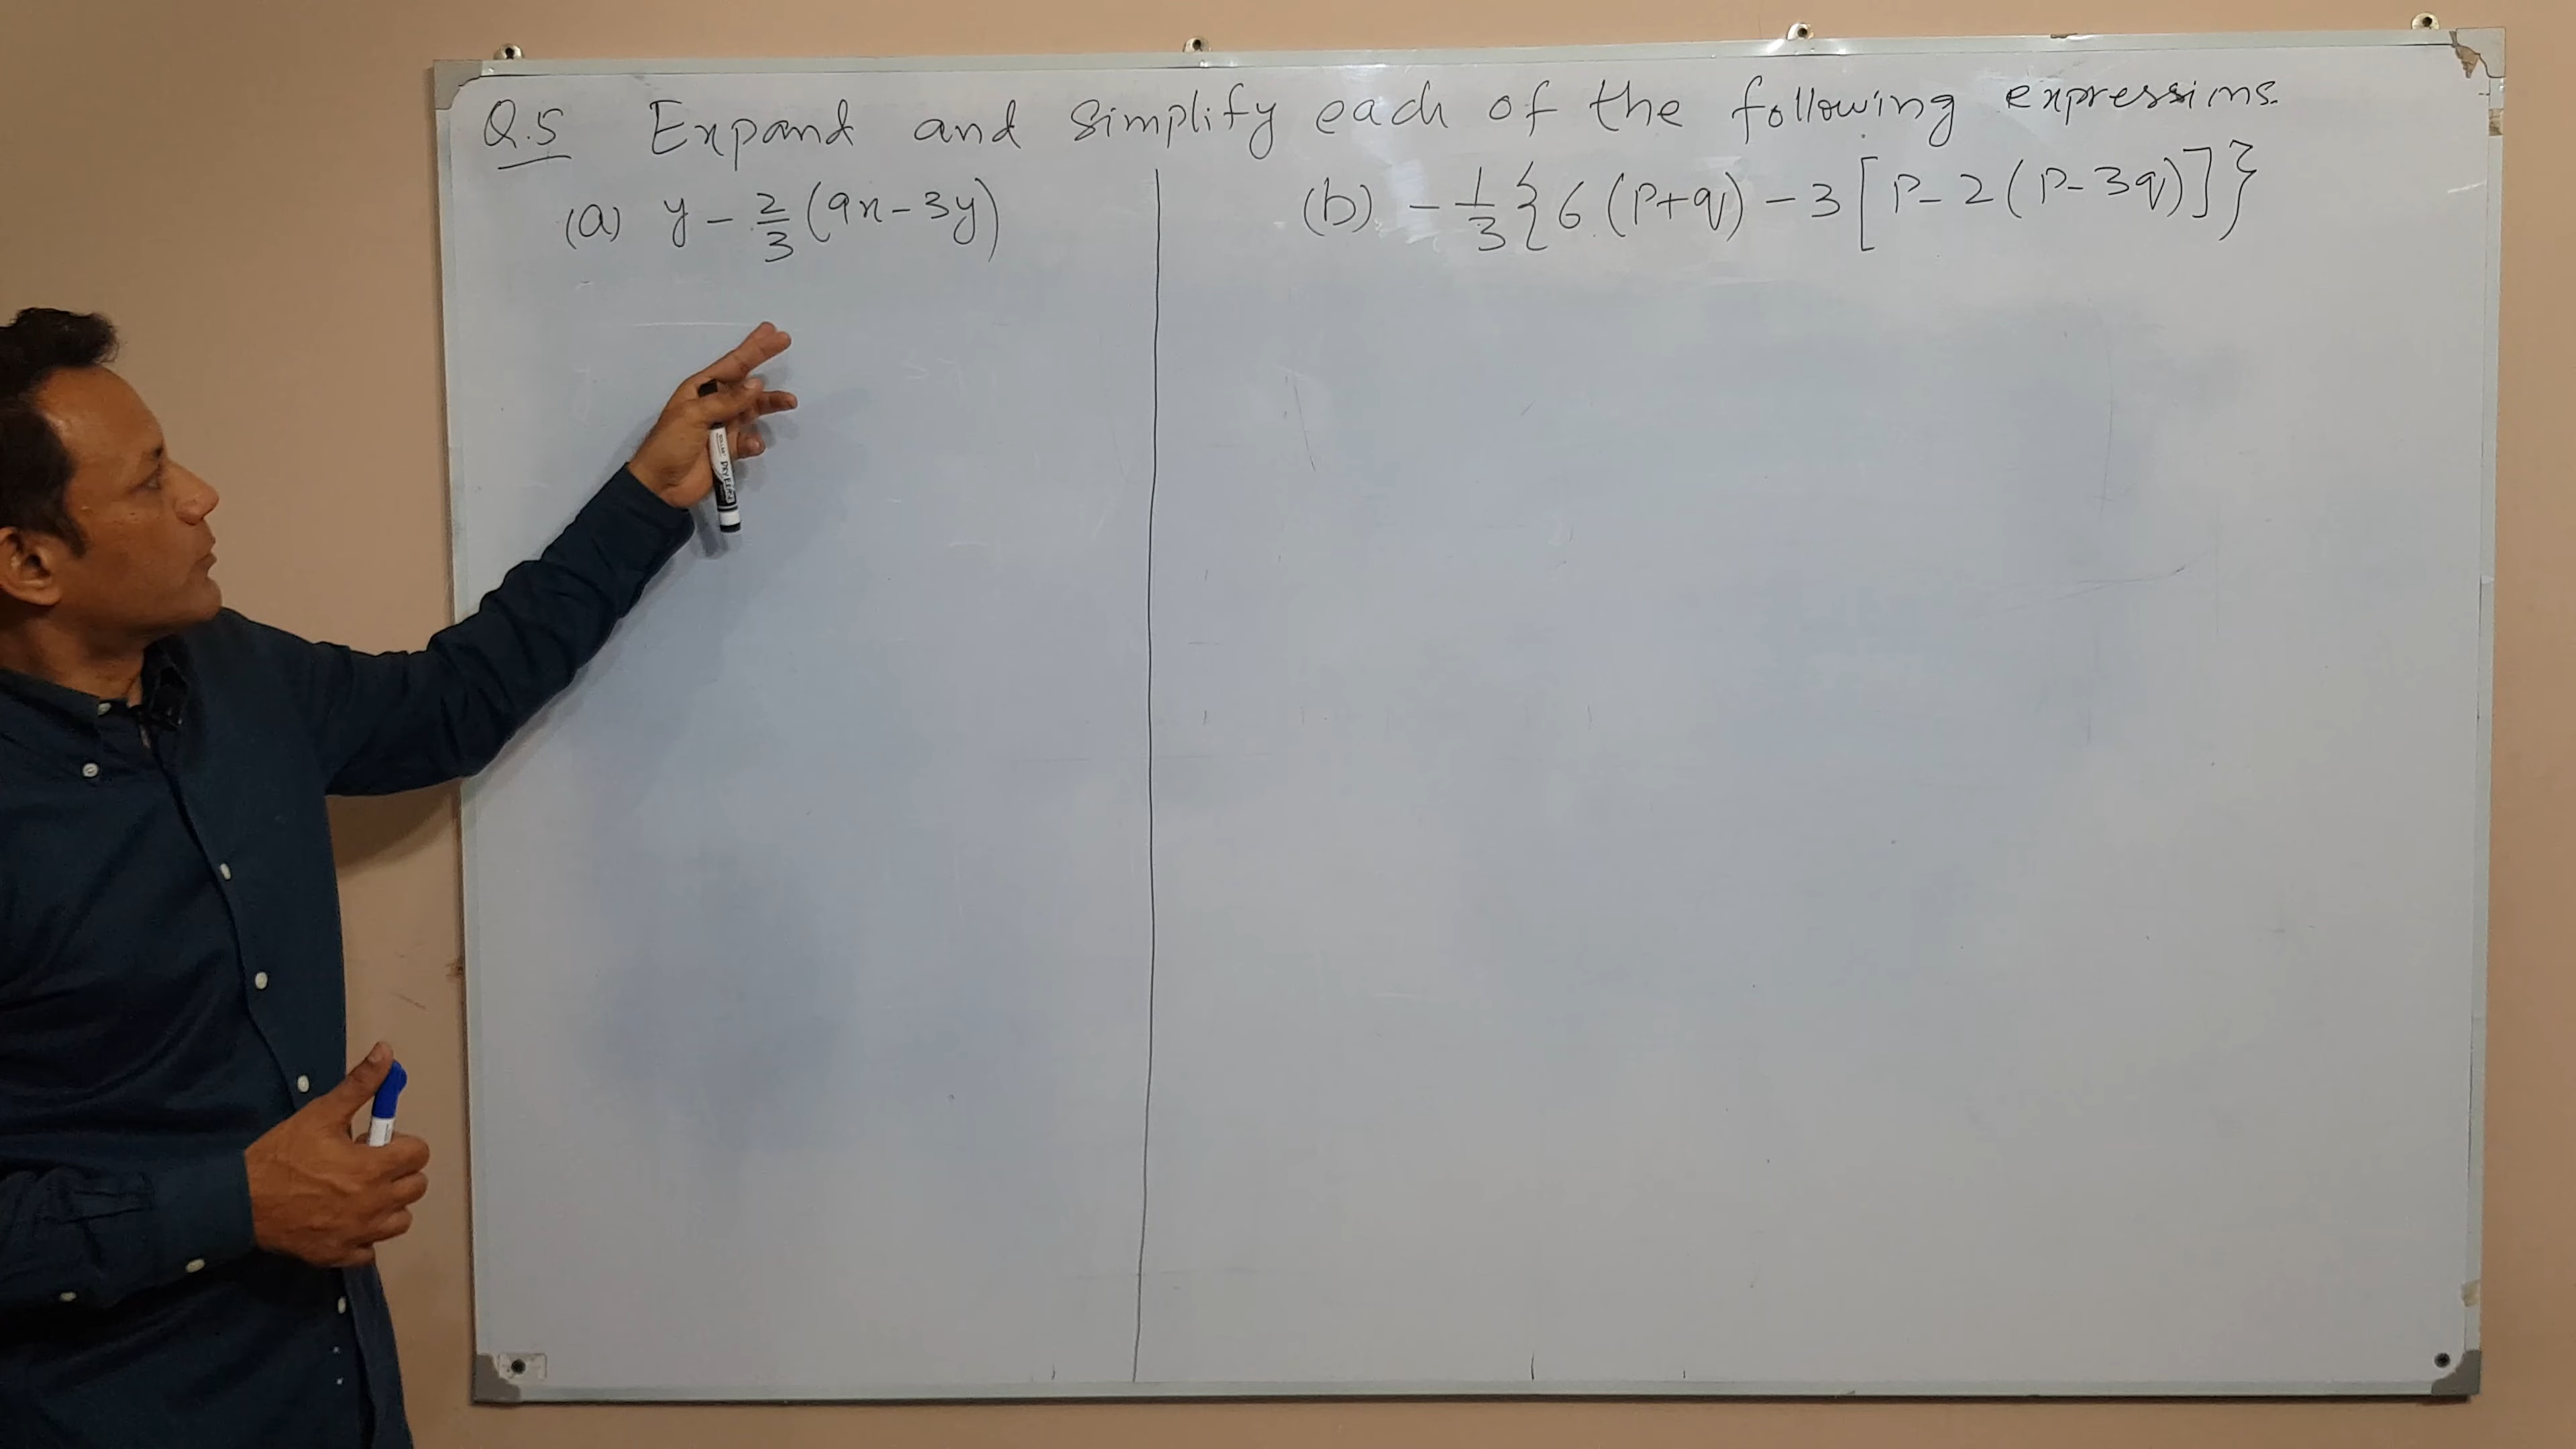 Q.5 Expand and simplify each of the following expressions.
(a) y - 2/3 (9x - 3y)
(b) - 1/3 { 6 (p+q) - 3 [ p - 2 ( p - 3q ) ] }